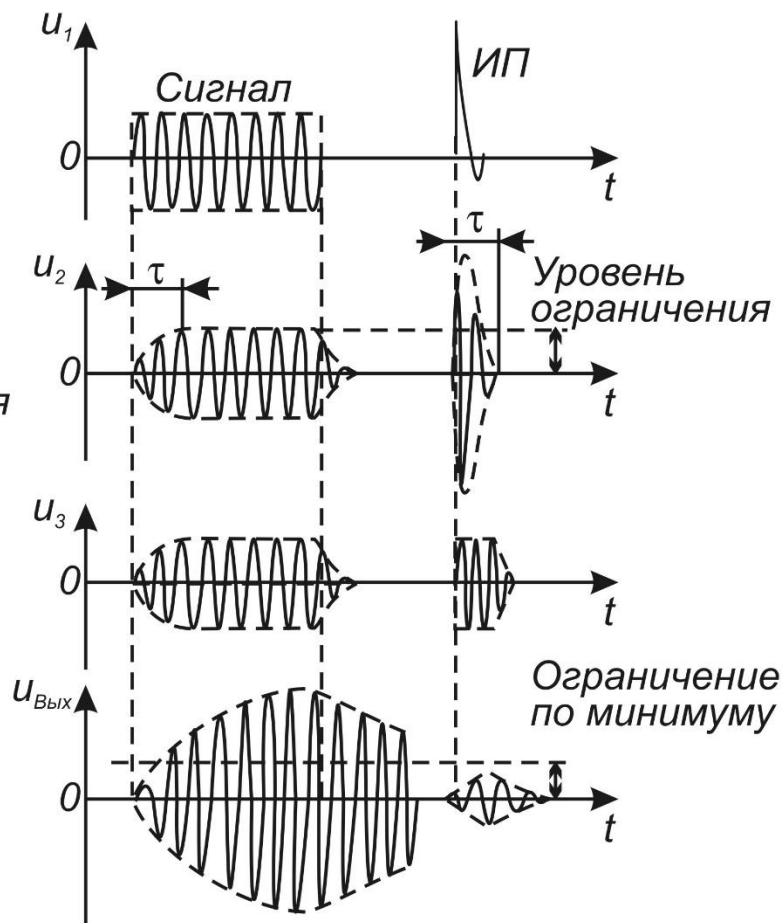 u₁
ИП
Сигнал
0
t
τ
τ
u₂
Уровень
ограничения
0
я
t
u₃
0
t
uВых
Ограничение
по минимуму
0
t